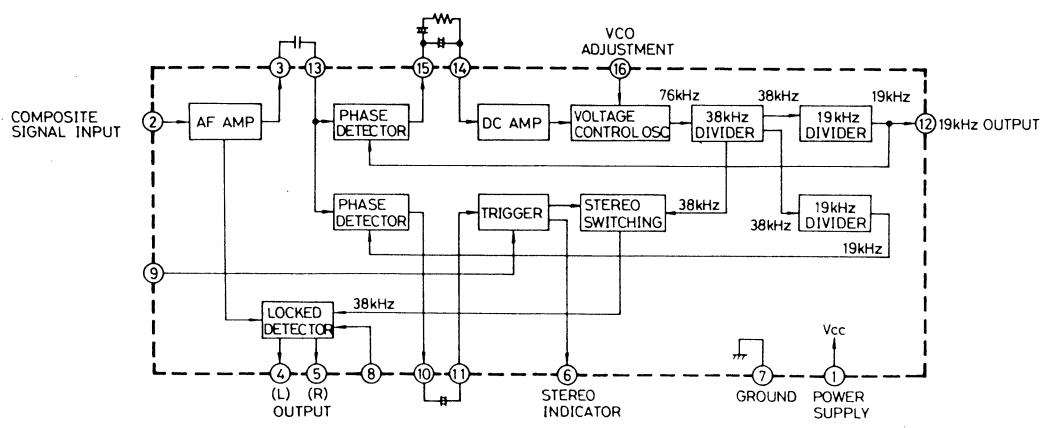 VCO
ADJUSTMENT
3
13
15
14
16
COMPOSITE
SIGNAL INPUT
2
AF AMP
PHASE
DETECTOR
DC AMP
VOLTAGE
CONTROL OSC
76kHz
38kHz
DIVIDER
38kHz
19kHz
DIVIDER
19kHz
12
19kHz OUTPUT
PHASE
DETECTOR
TRIGGER
STEREO
SWITCHING
38kHz
38kHz
19kHz
DIVIDER
19kHz
9
LOCKED
DETECTOR
38kHz
Vcc
4
5
8
10
11
6
7
1
(L)
(R)
OUTPUT
STEREO
INDICATOR
GROUND
POWER
SUPPLY